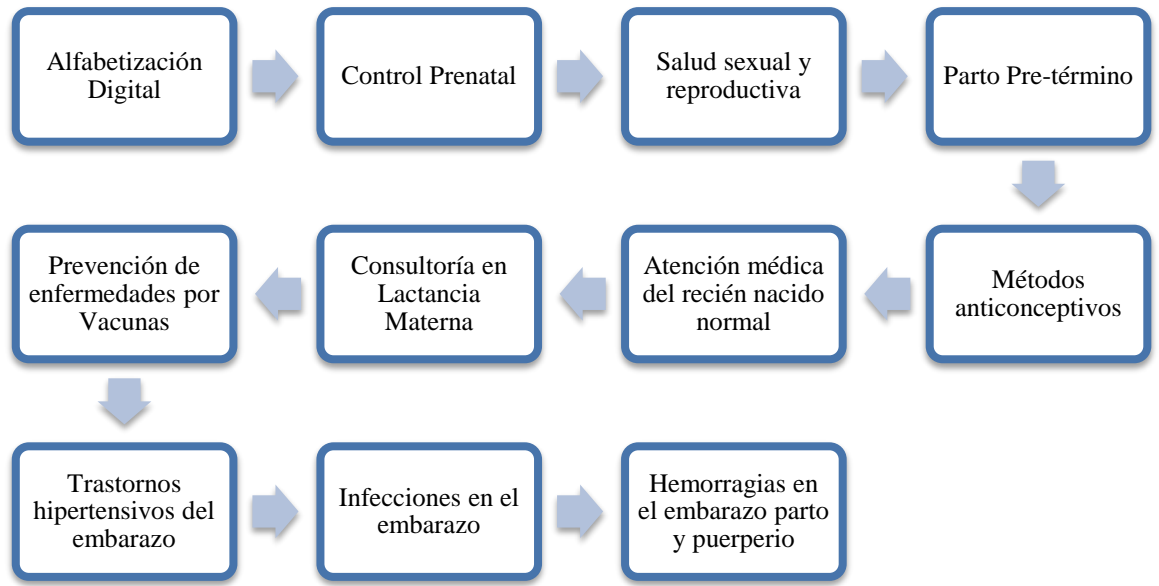 Alfabetización
Digital
Control Prenatal
Salud sexual y
reproductiva
Parto Pre-término
Métodos
anticonceptivos
Atención médica
del recién nacido
normal
Consultoría en
Lactancia
Materna
Prevención de
enfermedades por
Vacunas
Trastornos
hipertensivos del
embarazo
Infecciones en el
embarazo
Hemorragias en
el embarazo parto
y puerperio